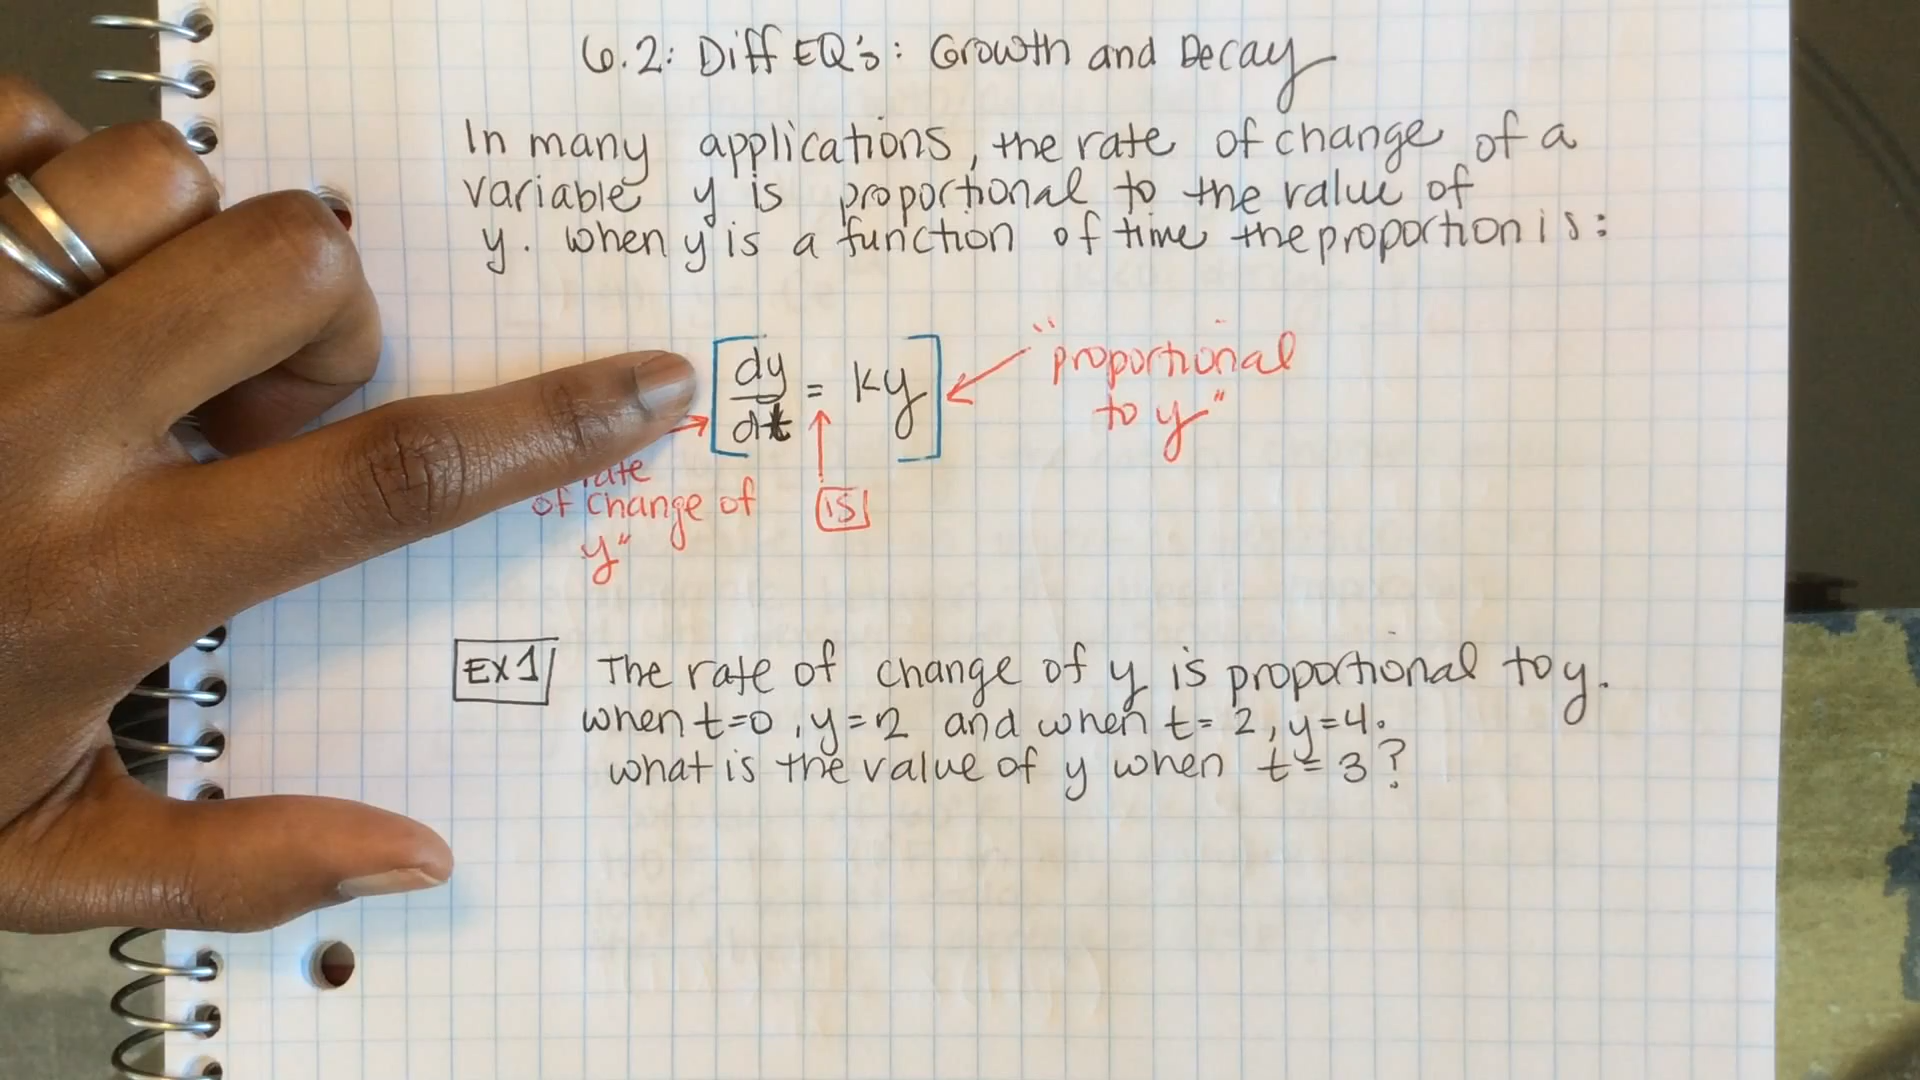 6.2: Diff EQ's: Growth and Decay
In many applications, the rate of change of a
variable y is proportional to the value of
y. when y is a function of time the proportion is:
dy/dt = ky
"proportional
to y"
rate
of change of
y"
is
EX 1 The rate of change of y is proportional to y.
when t=0, y=2 and when t=2, y=4.
what is the value of y when t=3?